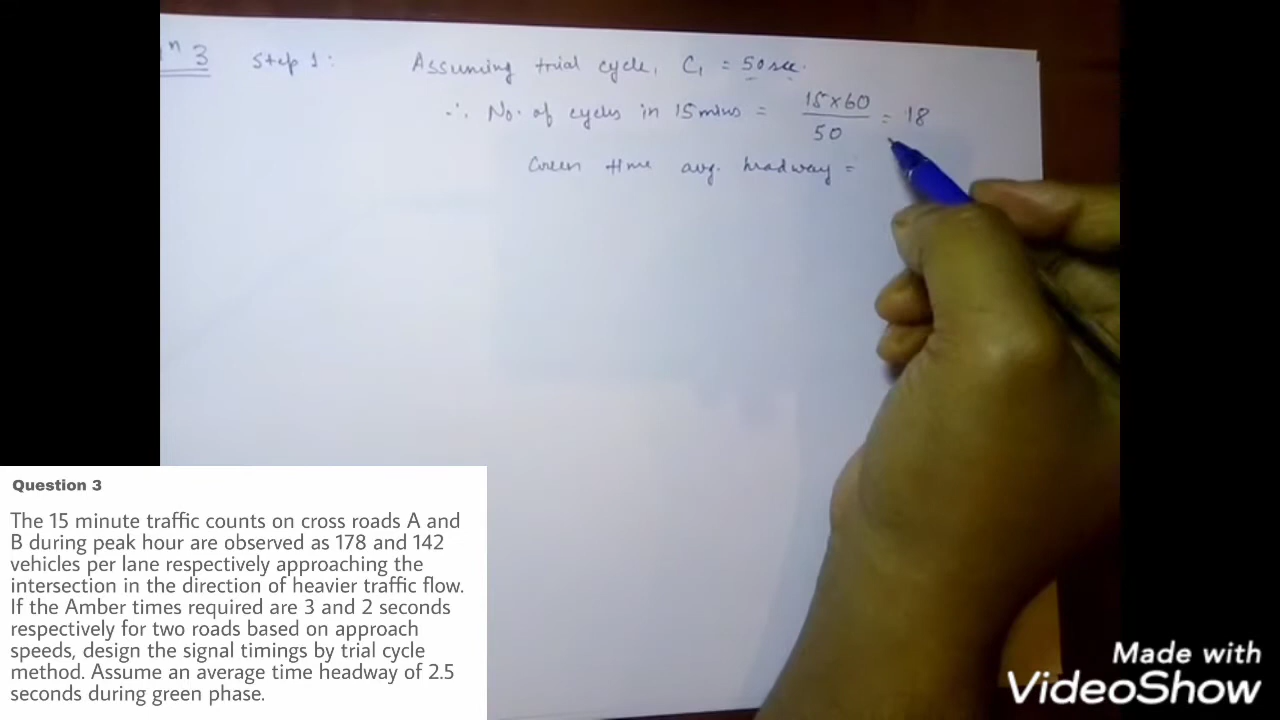 ⁿ 3 Step 1: Assuming trial cycle, C₁ = 50 sec.
∴ No. of cycles in 15 mins = 15 × 60 / 50 = 18
Green time avg. headway =
Question 3
The 15 minute traffic counts on cross roads A and
B during peak hour are observed as 178 and 142
vehicles per lane respectively approaching the
intersection in the direction of heavier traffic flow.
If the Amber times required are 3 and 2 seconds
respectively for two roads based on approach
speeds, design the signal timings by trial cycle
method. Assume an average time headway of 2.5
seconds during green phase.
Made with
VideoShow